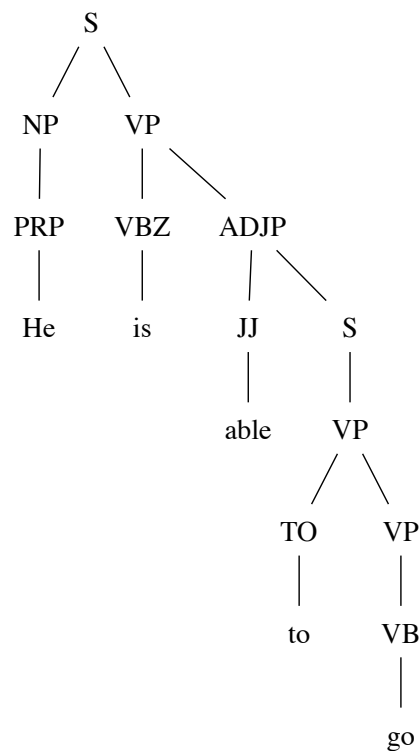 S
NP VP
PRP VBZ ADJP
He is JJ S
able VP
TO VP
to VB
go